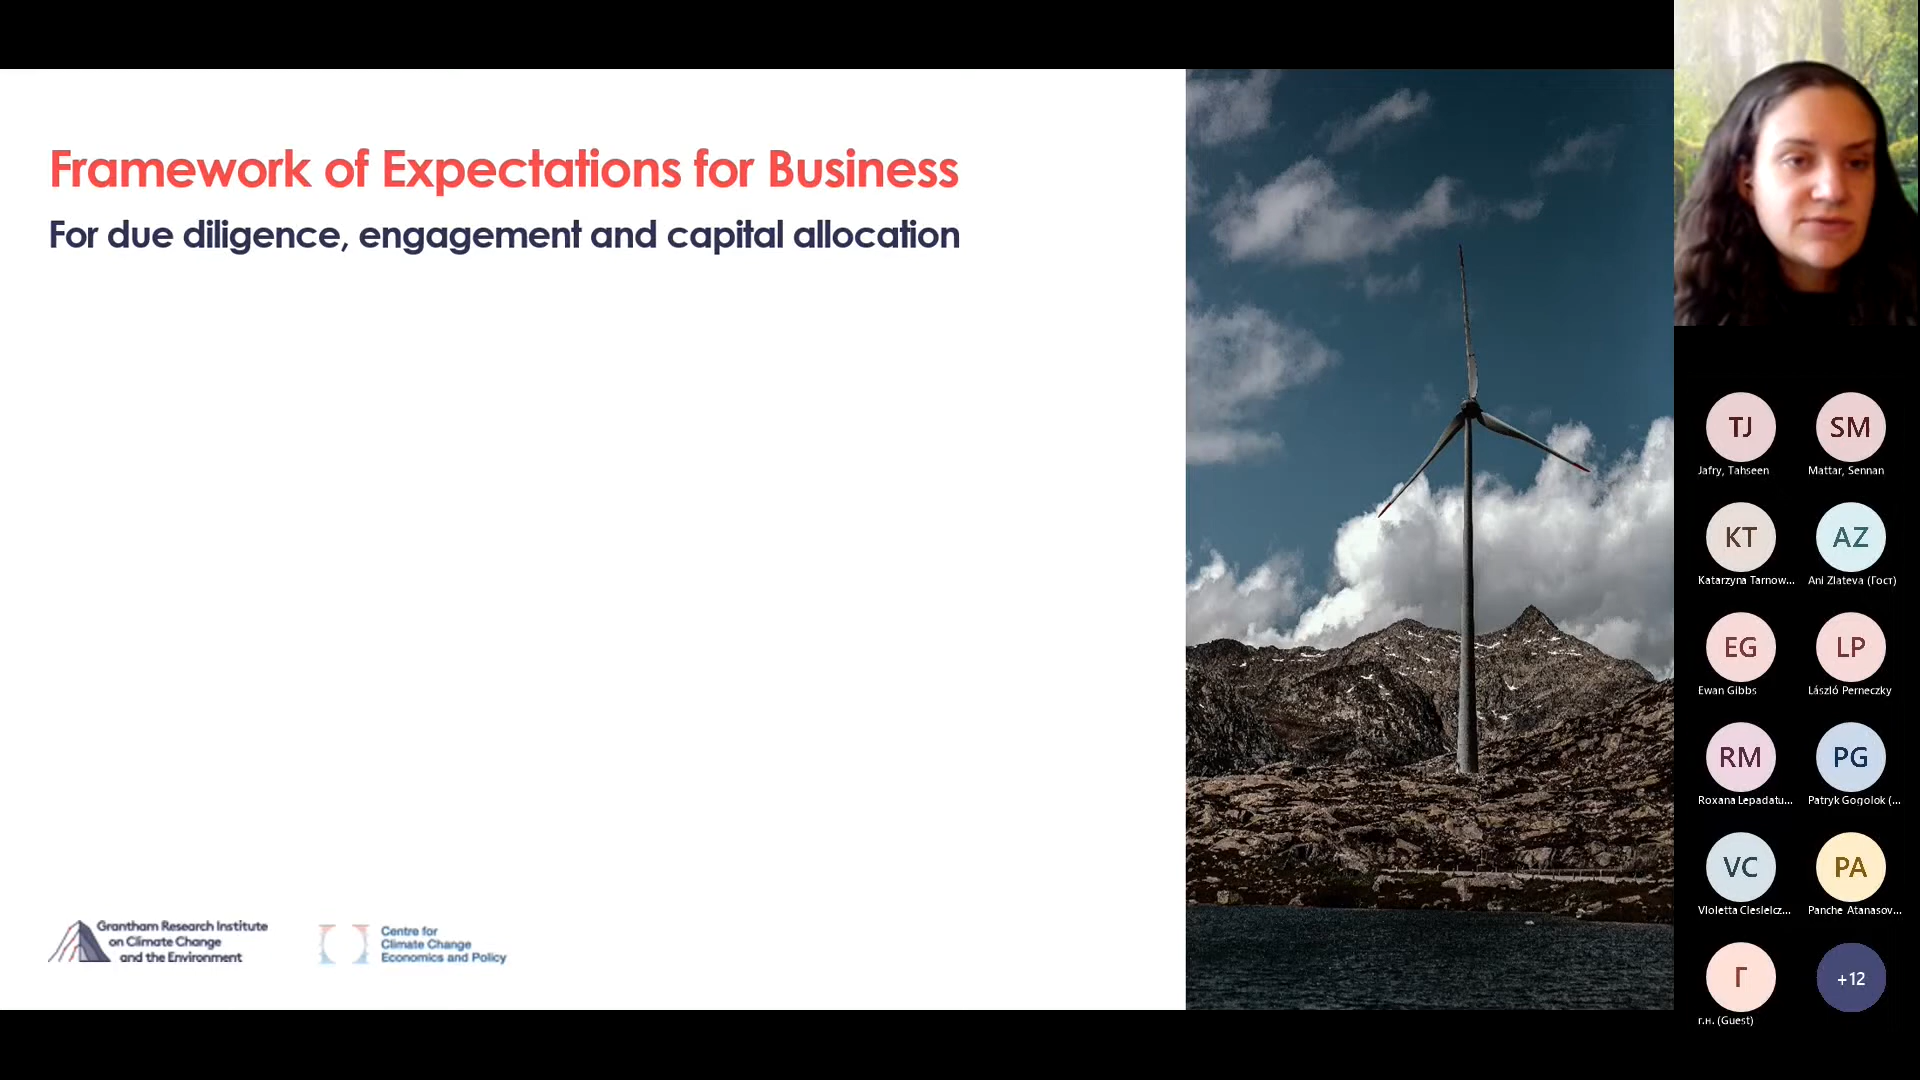 Framework of Expectations for Business
For due diligence, engagement and capital allocation
Grantham Research Institute
on Climate Change
and the Environment
Centre for
Climate Change
Economics and Policy
TJ
SM
Jafry, Tahseen
Mattar, Sennan
KT
AZ
Katarzyna Tarnow...
Ani Zlateva (Гост)
EG
LP
Ewan Gibbs
László Perneczky
RM
PG
Roxana Lepadatu...
Patryk Gogolok (...
VC
PA
Violetta Ciesielcz...
Panche Atanasov...
Г
+12
г.н. (Guest)